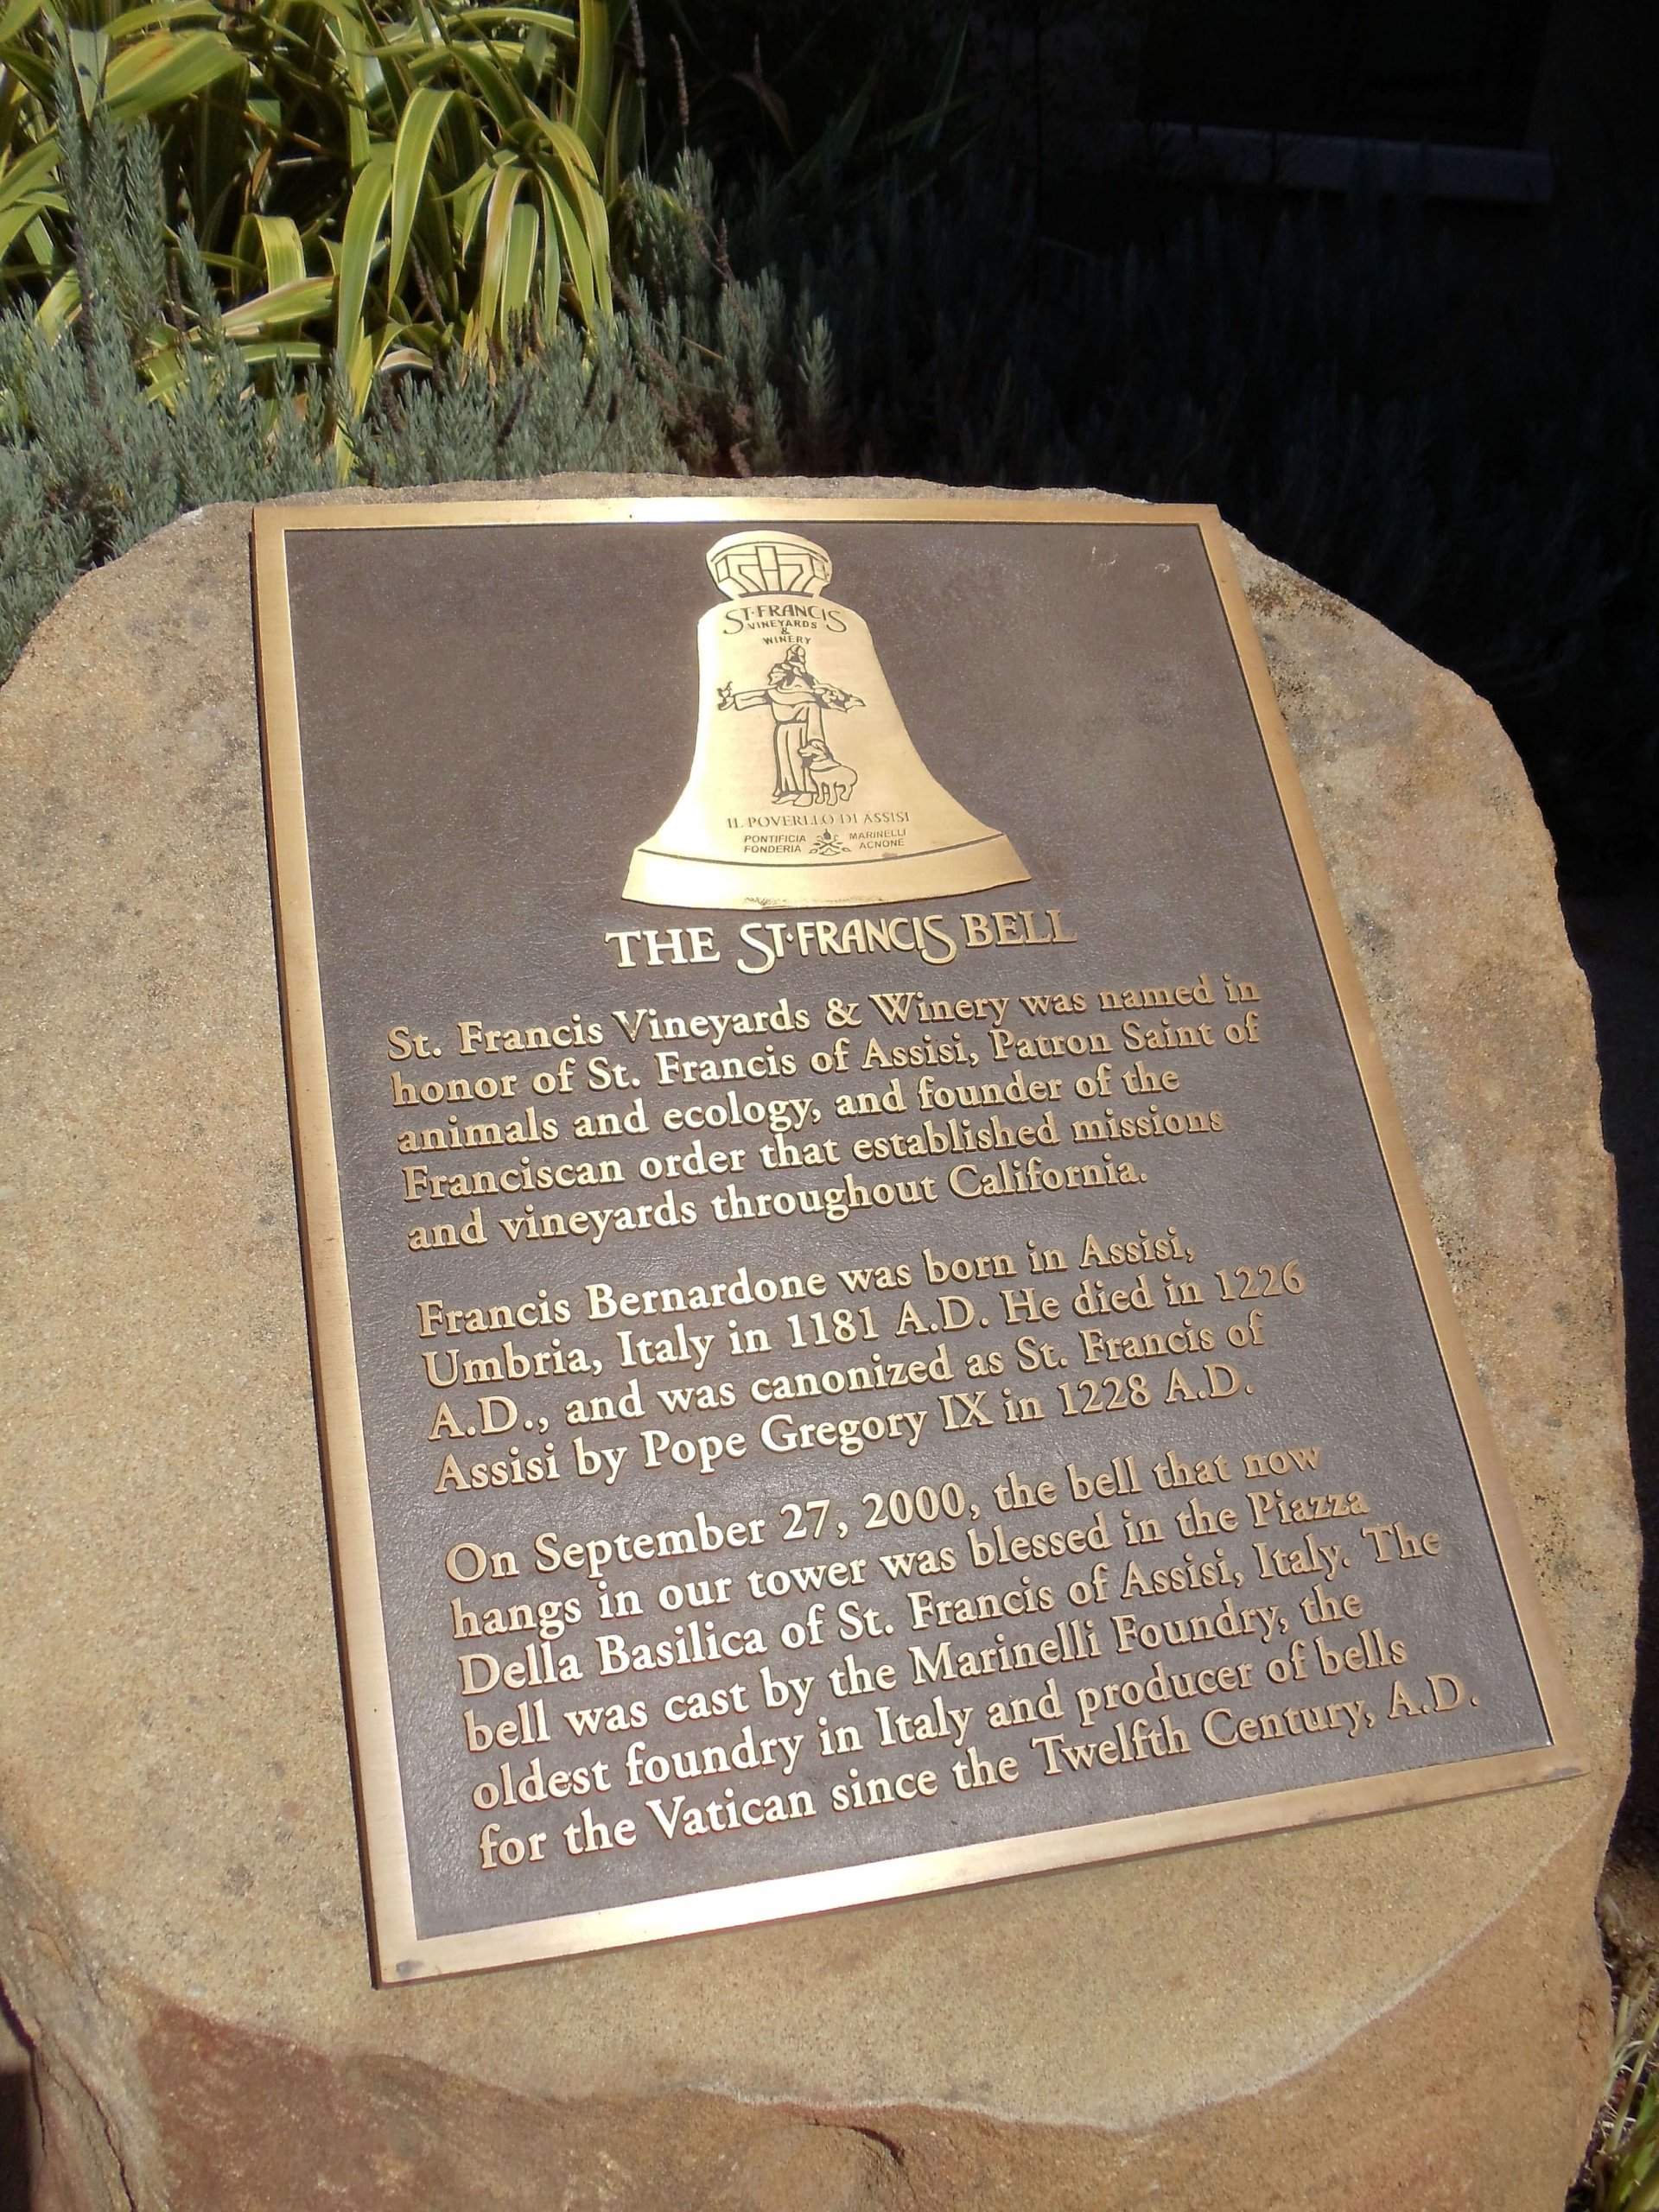 ST·FRANCIS
VINEYARDS
&
WINERY
IL POVERLLO DI ASSISI
PONTIFICIA MARINELLI
FONDERIA AGNONE
THE ST·FRANCIS BELL
St. Francis Vineyards & Winery was named in
honor of St. Francis of Assisi, Patron Saint of
animals and ecology, and founder of the
Franciscan order that established missions
and vineyards throughout California.
Francis Bernardone was born in Assisi,
Umbria, Italy in 1181 A.D. He died in 1226
A.D., and was canonized as St. Francis of
Assisi by Pope Gregory IX in 1228 A.D.
On September 27, 2000, the bell that now
hangs in our tower was blessed in the Piazza
Della Basilica of St. Francis of Assisi, Italy. The
bell was cast by the Marinelli Foundry, the
oldest foundry in Italy and producer of bells
for the Vatican since the Twelfth Century, A.D.